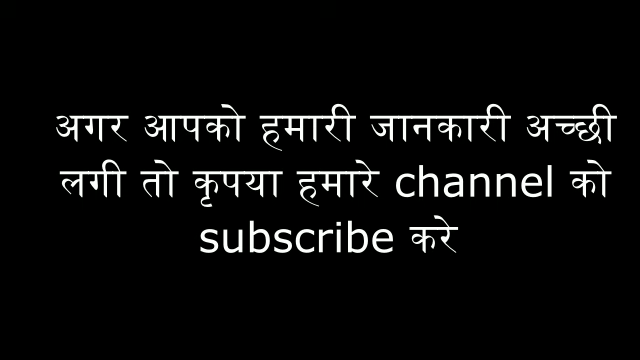 अगर आपको हमारी जानकारी अच्छी
लगी तो कृपया हमारे channel को
subscribe करे